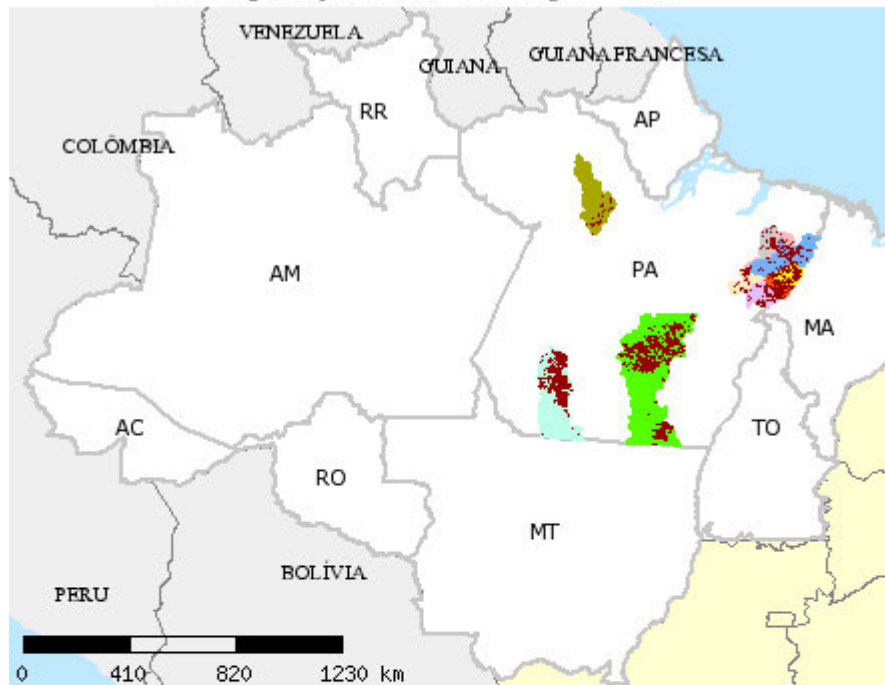 VENEZUELA
GUIANA
GUIANA FRANCESA
RR
AP
COLÔMBIA
AM
PA
MA
AC
TO
RO
MT
BOLÍVIA
PERU
0 410 820 1230 km